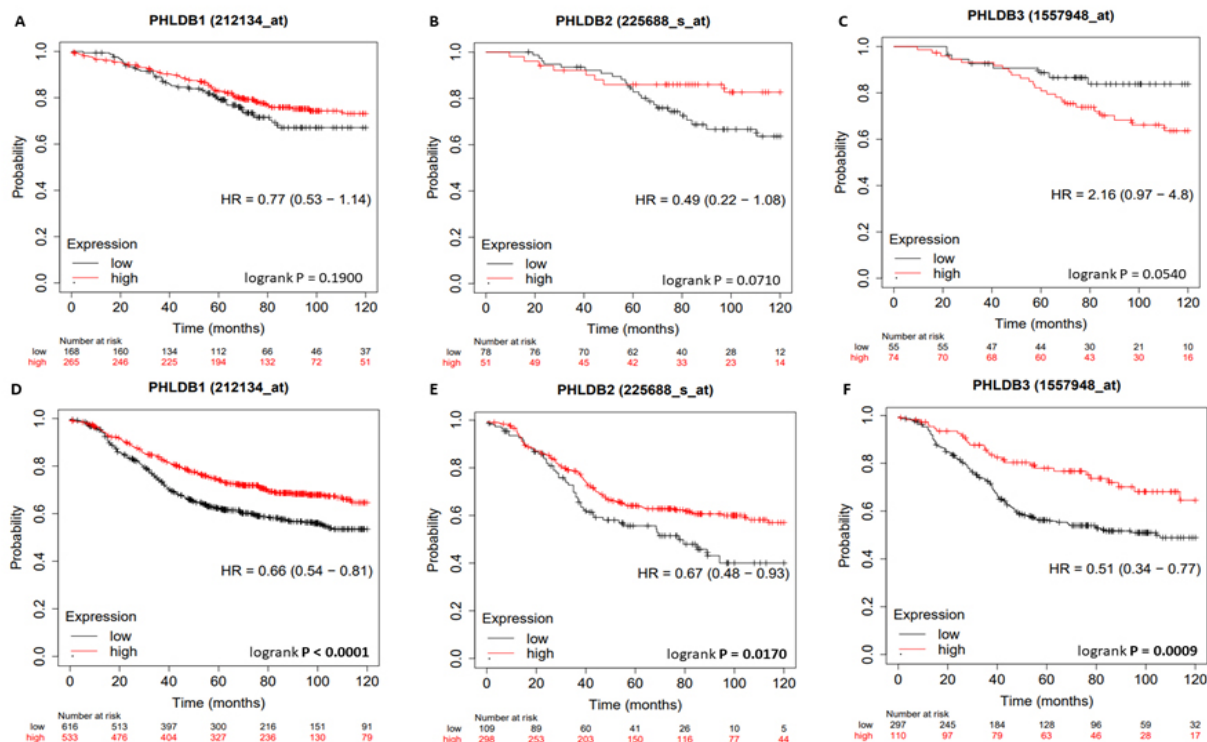 A
PHLDB1 (212134_at)
Probability
1.0
0.8
0.6
0.4
0.2
0.0
HR = 0.77 (0.53 − 1.14)
Expression
low
high
logrank P = 0.1900
0 20 40 60 80 100 120
Time (months)
Number at risk
low 168 160 134 112 66 46 37
high 265 246 225 194 132 72 51
B
PHLDB2 (225688_s_at)
Probability
1.0
0.8
0.6
0.4
0.2
0.0
HR = 0.49 (0.22 − 1.08)
Expression
low
high
logrank P = 0.0710
0 20 40 60 80 100 120
Time (months)
Number at risk
low 78 76 70 62 40 28 12
high 51 49 45 42 33 23 14
C
PHLDB3 (1557948_at)
Probability
1.0
0.8
0.6
0.4
0.2
0.0
HR = 2.16 (0.97 − 4.8)
Expression
low
high
logrank P = 0.0540
0 20 40 60 80 100 120
Time (months)
Number at risk
low 55 55 47 44 30 21 10
high 74 70 68 60 43 30 16
D
PHLDB1 (212134_at)
Probability
1.0
0.8
0.6
0.4
0.2
0.0
HR = 0.66 (0.54 − 0.81)
Expression
low
high
logrank P < 0.0001
0 20 40 60 80 100 120
Time (months)
Number at risk
low 616 513 397 300 216 151 91
high 533 476 404 327 236 130 79
E
PHLDB2 (225688_s_at)
Probability
1.0
0.8
0.6
0.4
0.2
0.0
HR = 0.67 (0.48 − 0.93)
Expression
low
high
logrank P = 0.0170
0 20 40 60 80 100 120
Time (months)
Number at risk
low 109 89 60 41 26 10 5
high 298 253 203 150 116 77 44
F
PHLDB3 (1557948_at)
Probability
1.0
0.8
0.6
0.4
0.2
0.0
HR = 0.51 (0.34 − 0.77)
Expression
low
high
logrank P = 0.0009
0 20 40 60 80 100 120
Time (months)
Number at risk
low 297 245 184 128 96 59 32
high 110 97 79 63 46 28 17